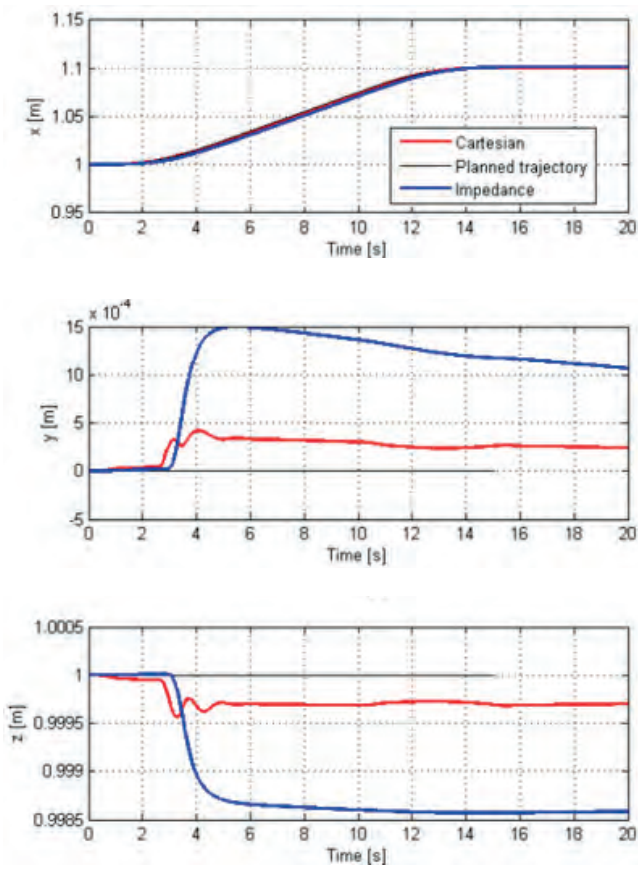 1.15
1.10
1.05
1
0.95
x [m]
Cartesian
Planned trajectory
Impedance
0 2 4 6 8 10 12 14 16 18 20
Time [s]
x 10⁻⁴
15
10
5
0
-5
y [m]
0 2 4 6 8 10 12 14 16 18 20
Time [s]
1.0005
1
0.9995
0.999
0.9985
z [m]
0 2 4 6 8 10 12 14 16 18 20
Time [s]